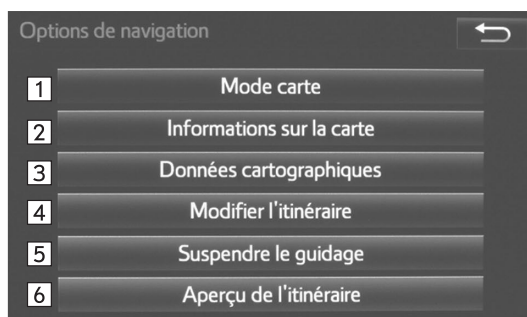 Options de navigation
1 Mode carte
2 Informations sur la carte
3 Données cartographiques
4 Modifier l'itinéraire
5 Suspendre le guidage
6 Aperçu de l'itinéraire